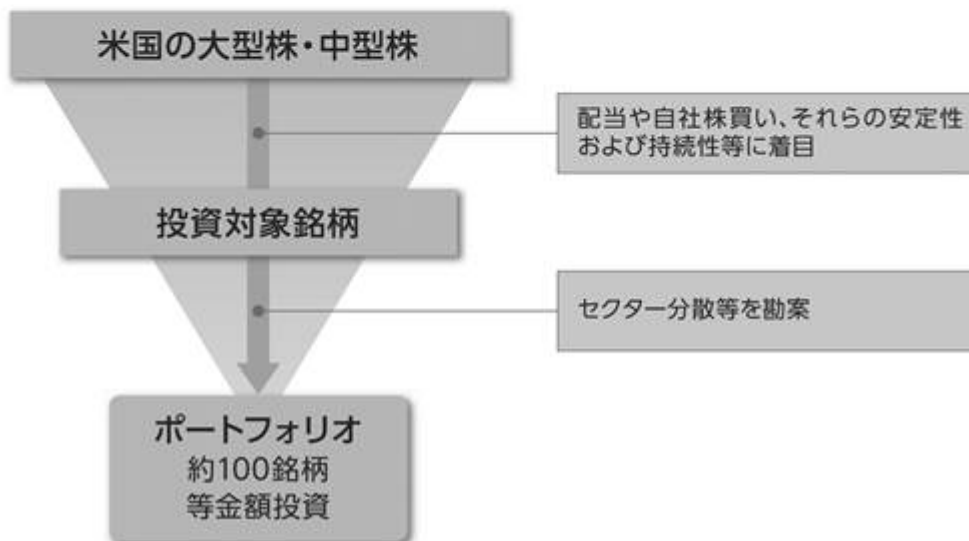 米国の大型株・中型株
配当や自社株買い、それらの安定性
および持続性等に着目
投資対象銘柄
セクター分散等を勘案
ポートフォリオ
約100銘柄
等金額投資